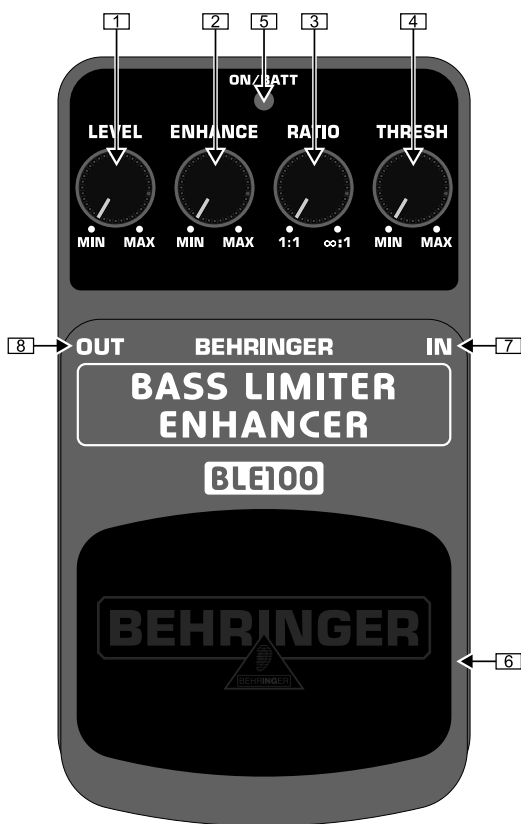 1 2 5 3 4
ON/BATT
LEVEL ENHANCE RATIO THRESH
MIN MAX MIN MAX 1:1 ∞:1 MIN MAX
8 OUT BEHRINGER IN 7
BASS LIMITER
ENHANCER
BLE100
BEHRINGER
6
BEHRINGER